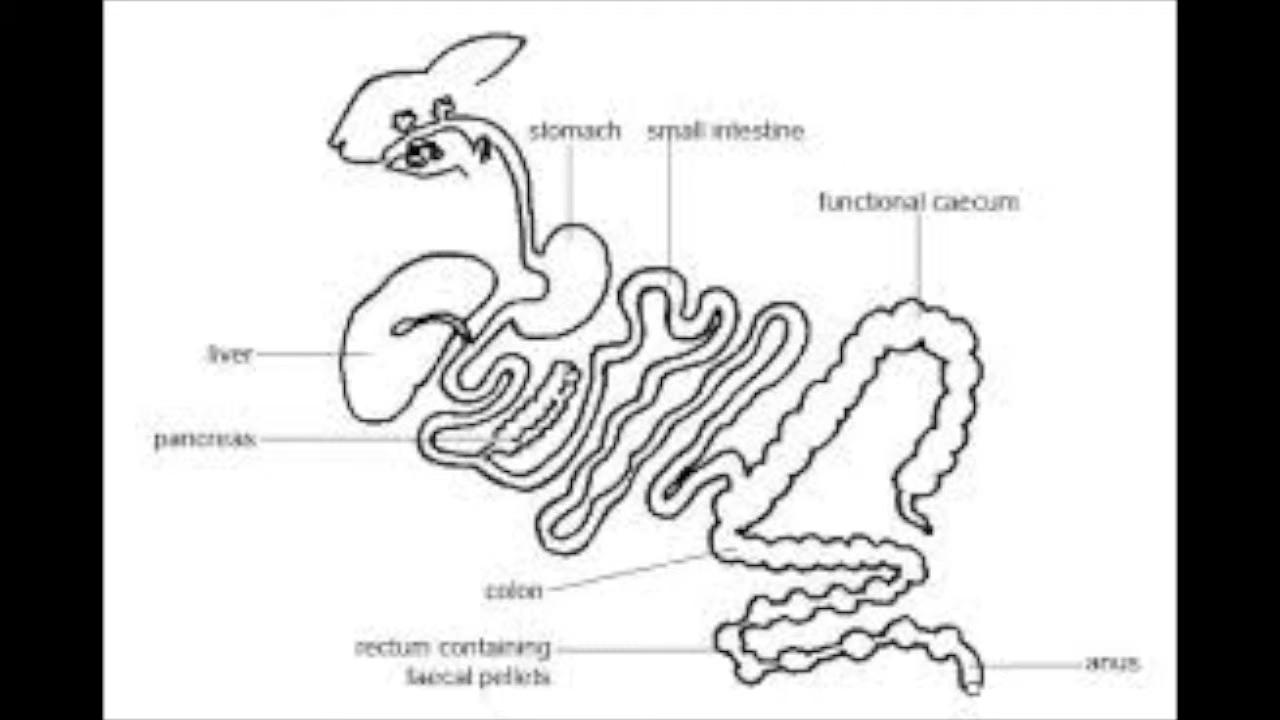 stomach small intestine
functional caecum
liver
pancreas
colon
rectum containing
faecal pellets
anus